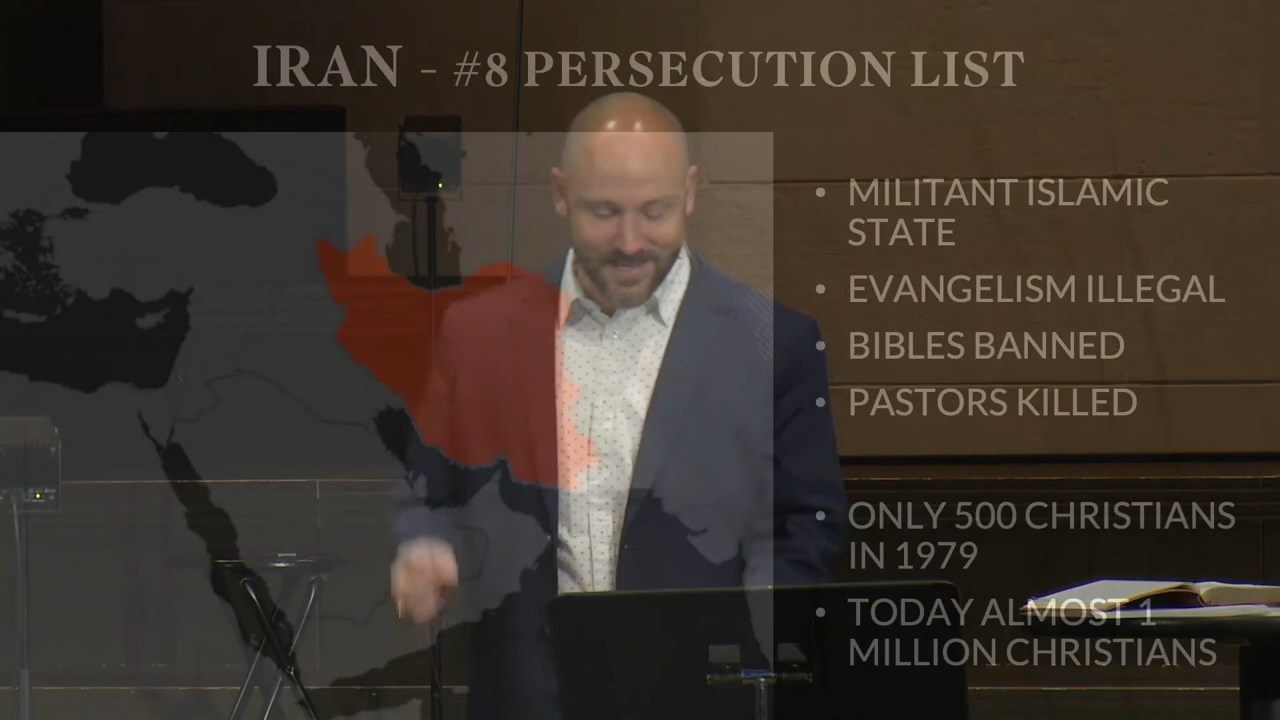 IRAN - #8 PERSECUTION LIST
• MILITANT ISLAMIC
STATE
• EVANGELISM ILLEGAL
• BIBLES BANNED
• PASTORS KILLED
• ONLY 500 CHRISTIANS
IN 1979
• TODAY ALMOST 1
MILLION CHRISTIANS